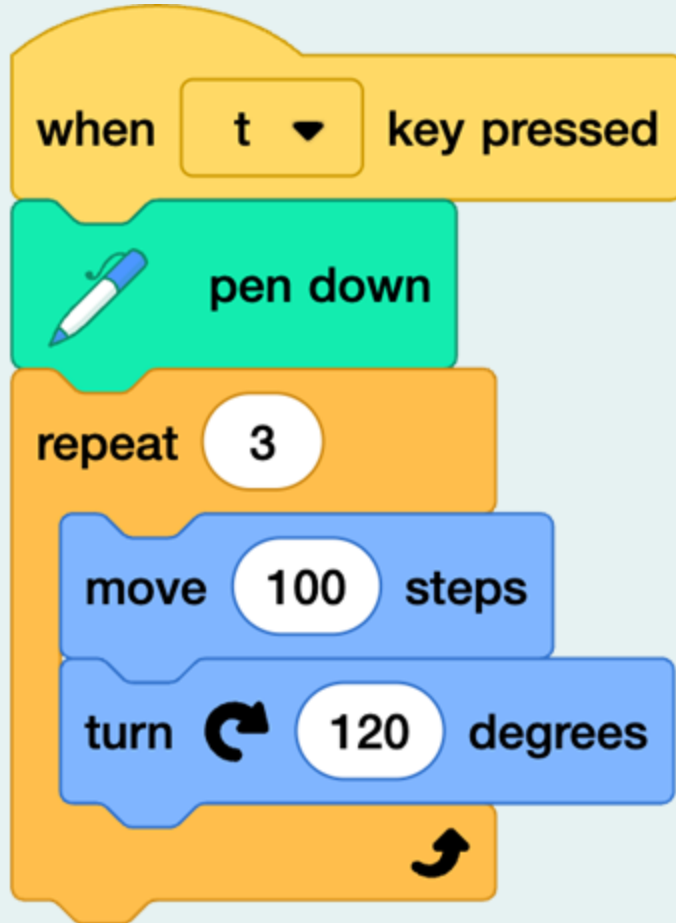 when t key pressed
pen down
repeat 3
move 100 steps
turn 120 degrees